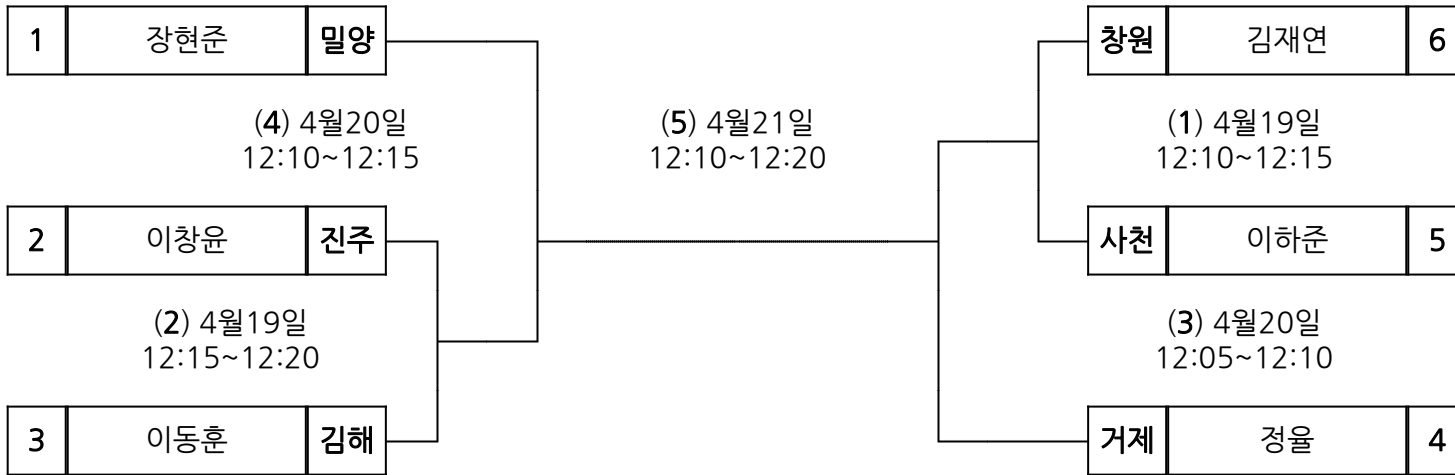 1 장현준 밀양
창원 김재연 6
(4) 4월20일
12:10~12:15
(5) 4월21일
12:10~12:20
(1) 4월19일
12:10~12:15
2 이창윤 진주
사천 이하준 5
(2) 4월19일
12:15~12:20
(3) 4월20일
12:05~12:10
3 이동훈 김해
거제 정율 4